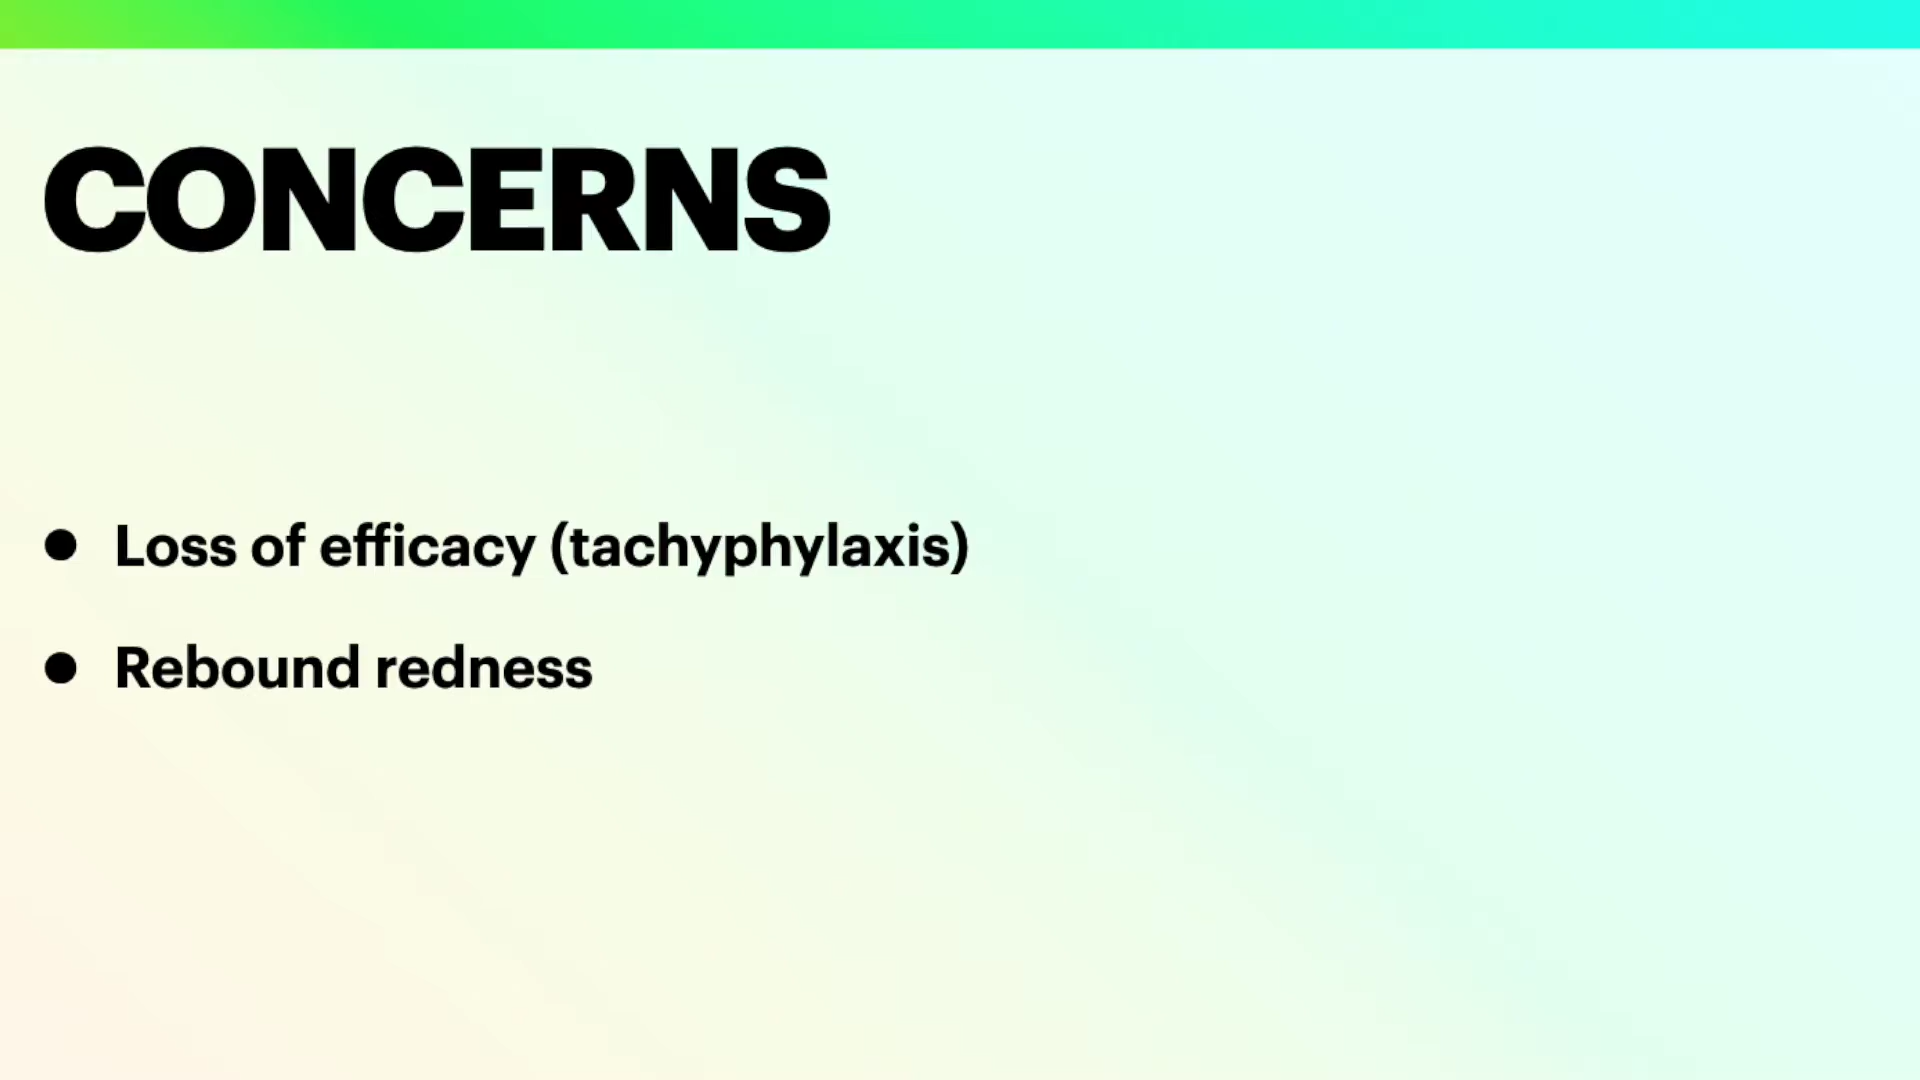 CONCERNS
● Loss of efficacy (tachyphylaxis)
● Rebound redness